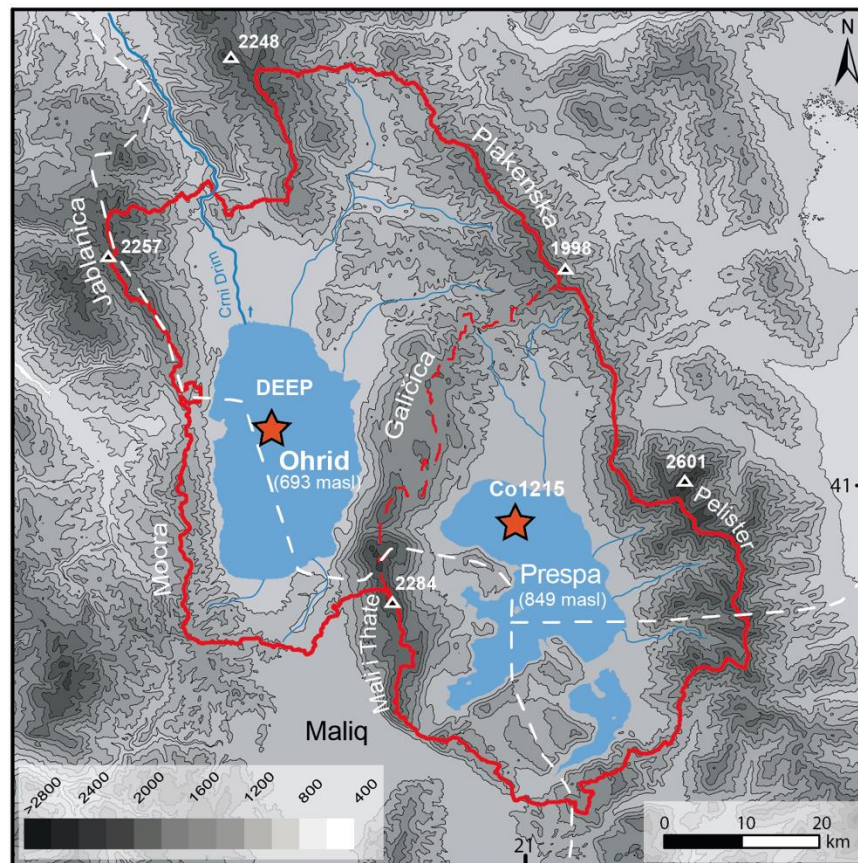 2248
N
Plakenska
Jablanica
2257
1998
Crni Drim
DEEP
Galičica
Ohrid
(693 masl)
2601
41
Co1215
Pelister
Mocra
Prespa
(849 masl)
2284
Mali i Thate
Maliq
>2800 2400 2000 1600 1200 800 400
0 10 20
km
21